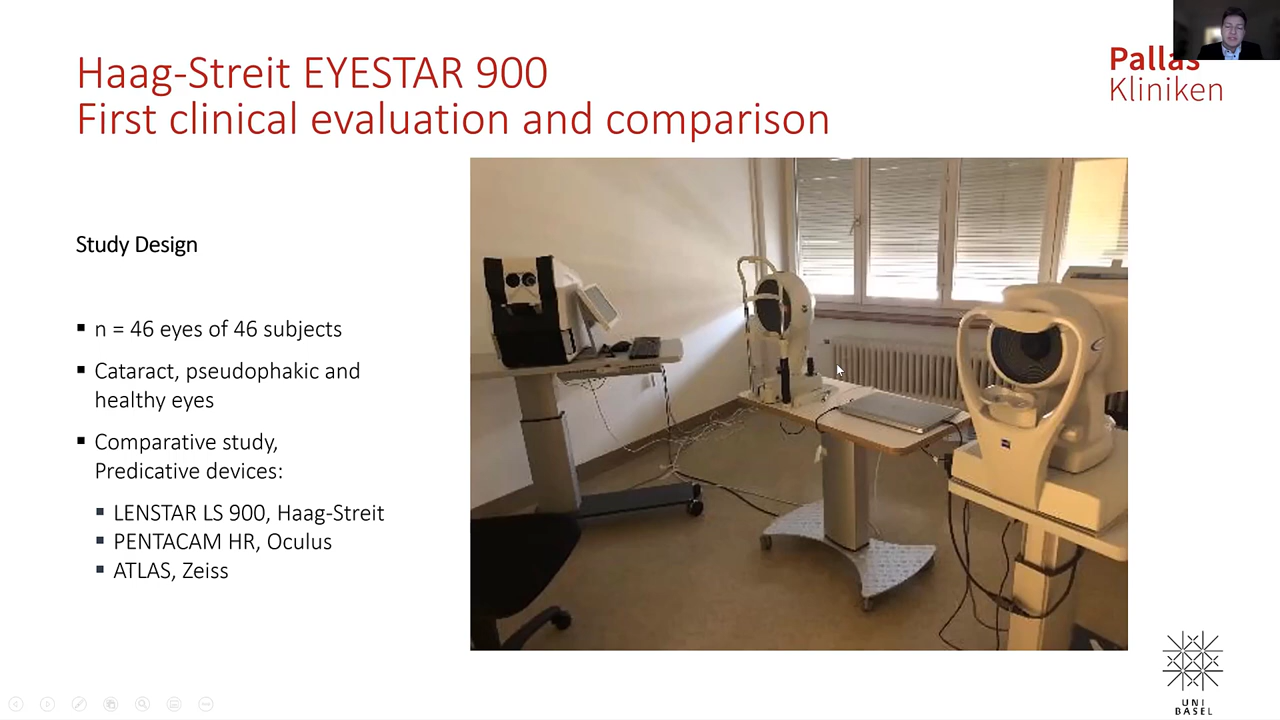 Haag-Streit EYESTAR 900
First clinical evaluation and comparison
Pallas
Kliniken
Study Design
▪ n = 46 eyes of 46 subjects
▪ Cataract, pseudophakic and
healthy eyes
▪ Comparative study,
Predicative devices:
▪ LENSTAR LS 900, Haag-Streit
▪ PENTACAM HR, Oculus
▪ ATLAS, Zeiss
UNI
BASEL